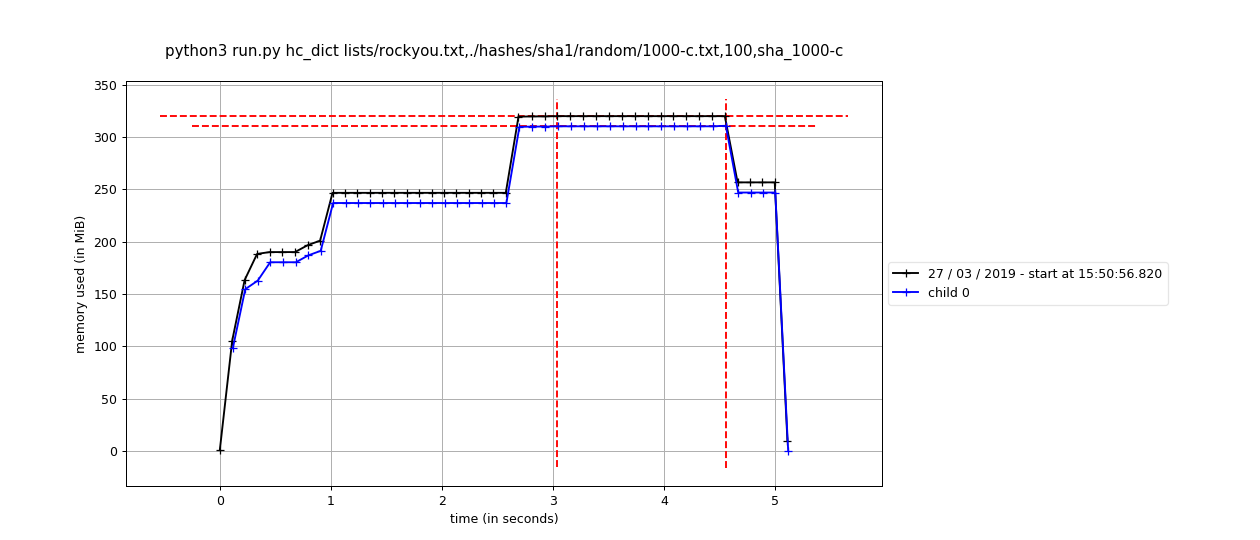 python3 run.py hc_dict lists/rockyou.txt,./hashes/sha1/random/1000-c.txt,100,sha_1000-c
350
300
250
200
150
100
50
0
memory used (in MiB)
0 1 2 3 4 5
time (in seconds)
27 / 03 / 2019 - start at 15:50:56.820
child 0